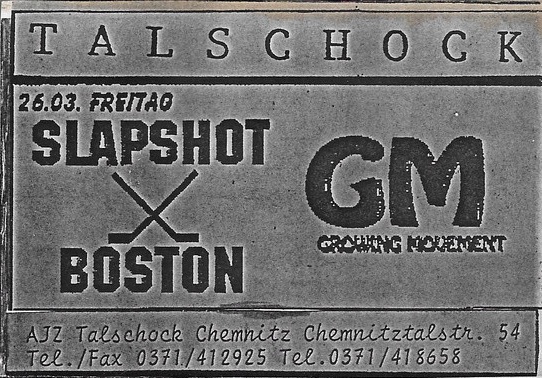 TALSCHOCK
26.03. FREITAG
SLAPSHOT
BOSTON
GM
GROWING MOVEMENT
AJZ Talschock Chemnitz Chemnitztalstr. 54
Tel./Fax 0371/412925 Tel.0371/418658